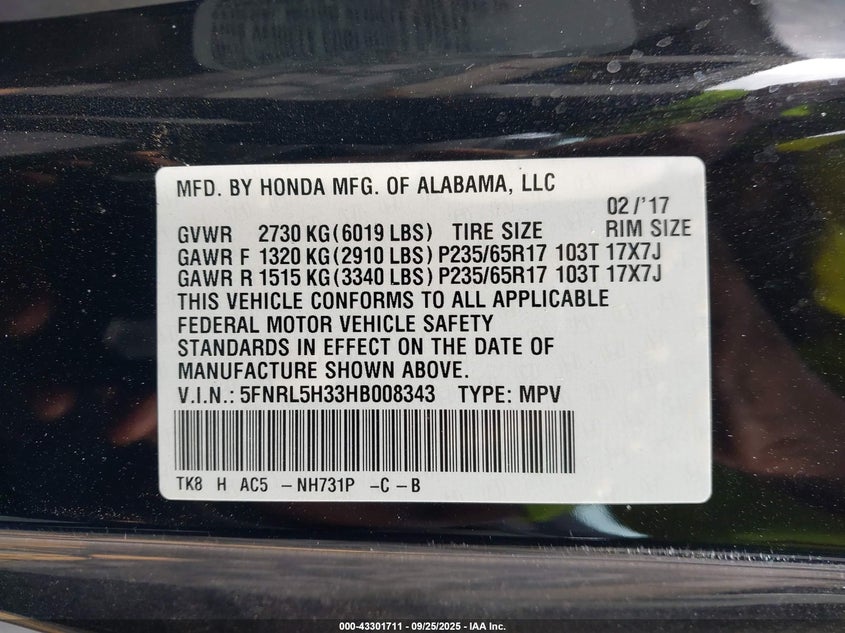 MFD. BY HONDA MFG. OF ALABAMA, LLC
02/'17
GVWR 2730 KG(6019 LBS) TIRE SIZE RIM SIZE
GAWR F 1320 KG(2910 LBS) P235/65R17 103T 17X7J
GAWR R 1515 KG(3340 LBS) P235/65R17 103T 17X7J
THIS VEHICLE CONFORMS TO ALL APPLICABLE
FEDERAL MOTOR VEHICLE SAFETY
STANDARDS IN EFFECT ON THE DATE OF
MANUFACTURE SHOWN ABOVE.
V.I.N.: 5FNRL5H33HB008343 TYPE: MPV
TK8 H AC5 -NH731P -C-B
000-43301711 - 09/25/2025 - IAA Inc.